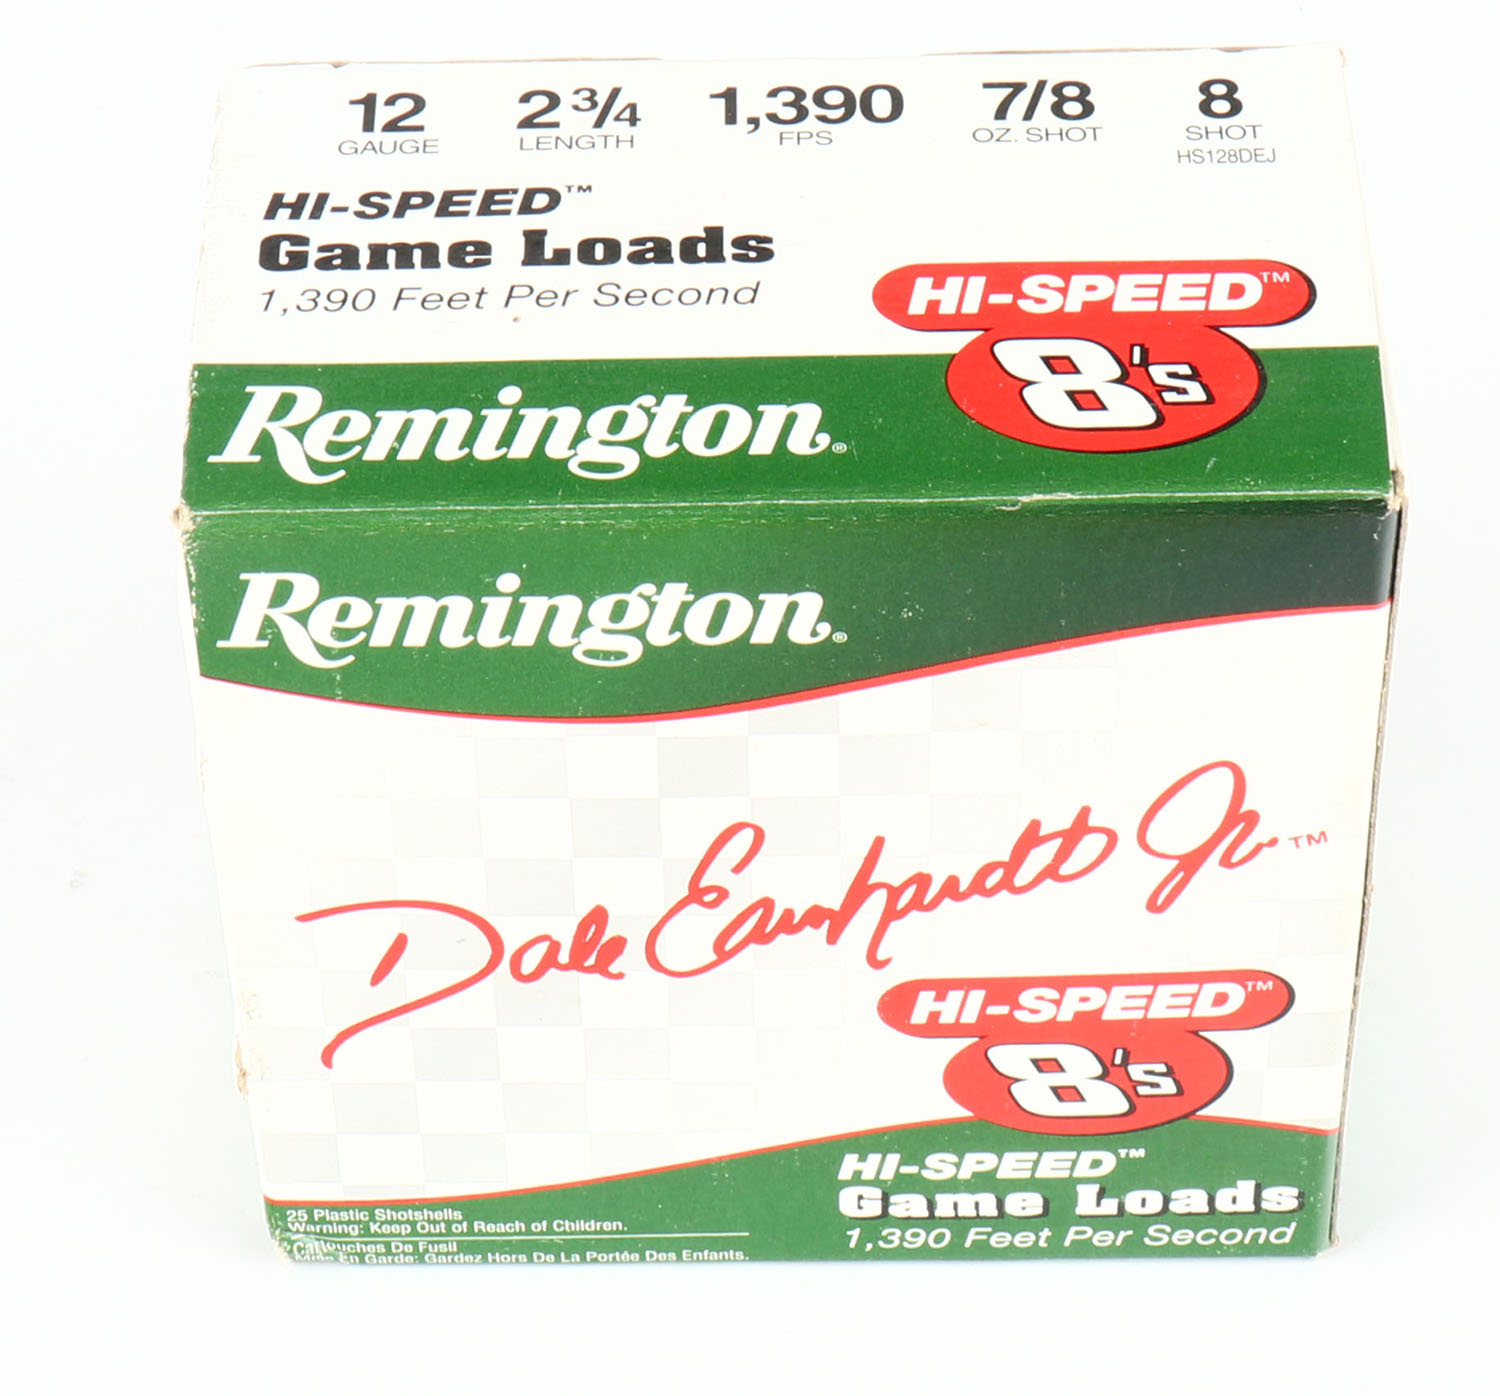 12 2 3/4 1,390 7/8 8
GAUGE LENGTH FPS OZ. SHOT SHOT
HS128DEJ
HI-SPEED™
Game Loads
1,390 Feet Per Second
HI-SPEED™
8's
Remington®
Remington®
Dale Earnhardt Jr. ™
HI-SPEED™
8's
HI-SPEED™
Game Loads
1,390 Feet Per Second
25 Plastic Shotshells
Warning: Keep Out of Reach of Children.
Cartouches De Fusil
Mise En Garde: Gardez Hors De La Portée Des Enfants.